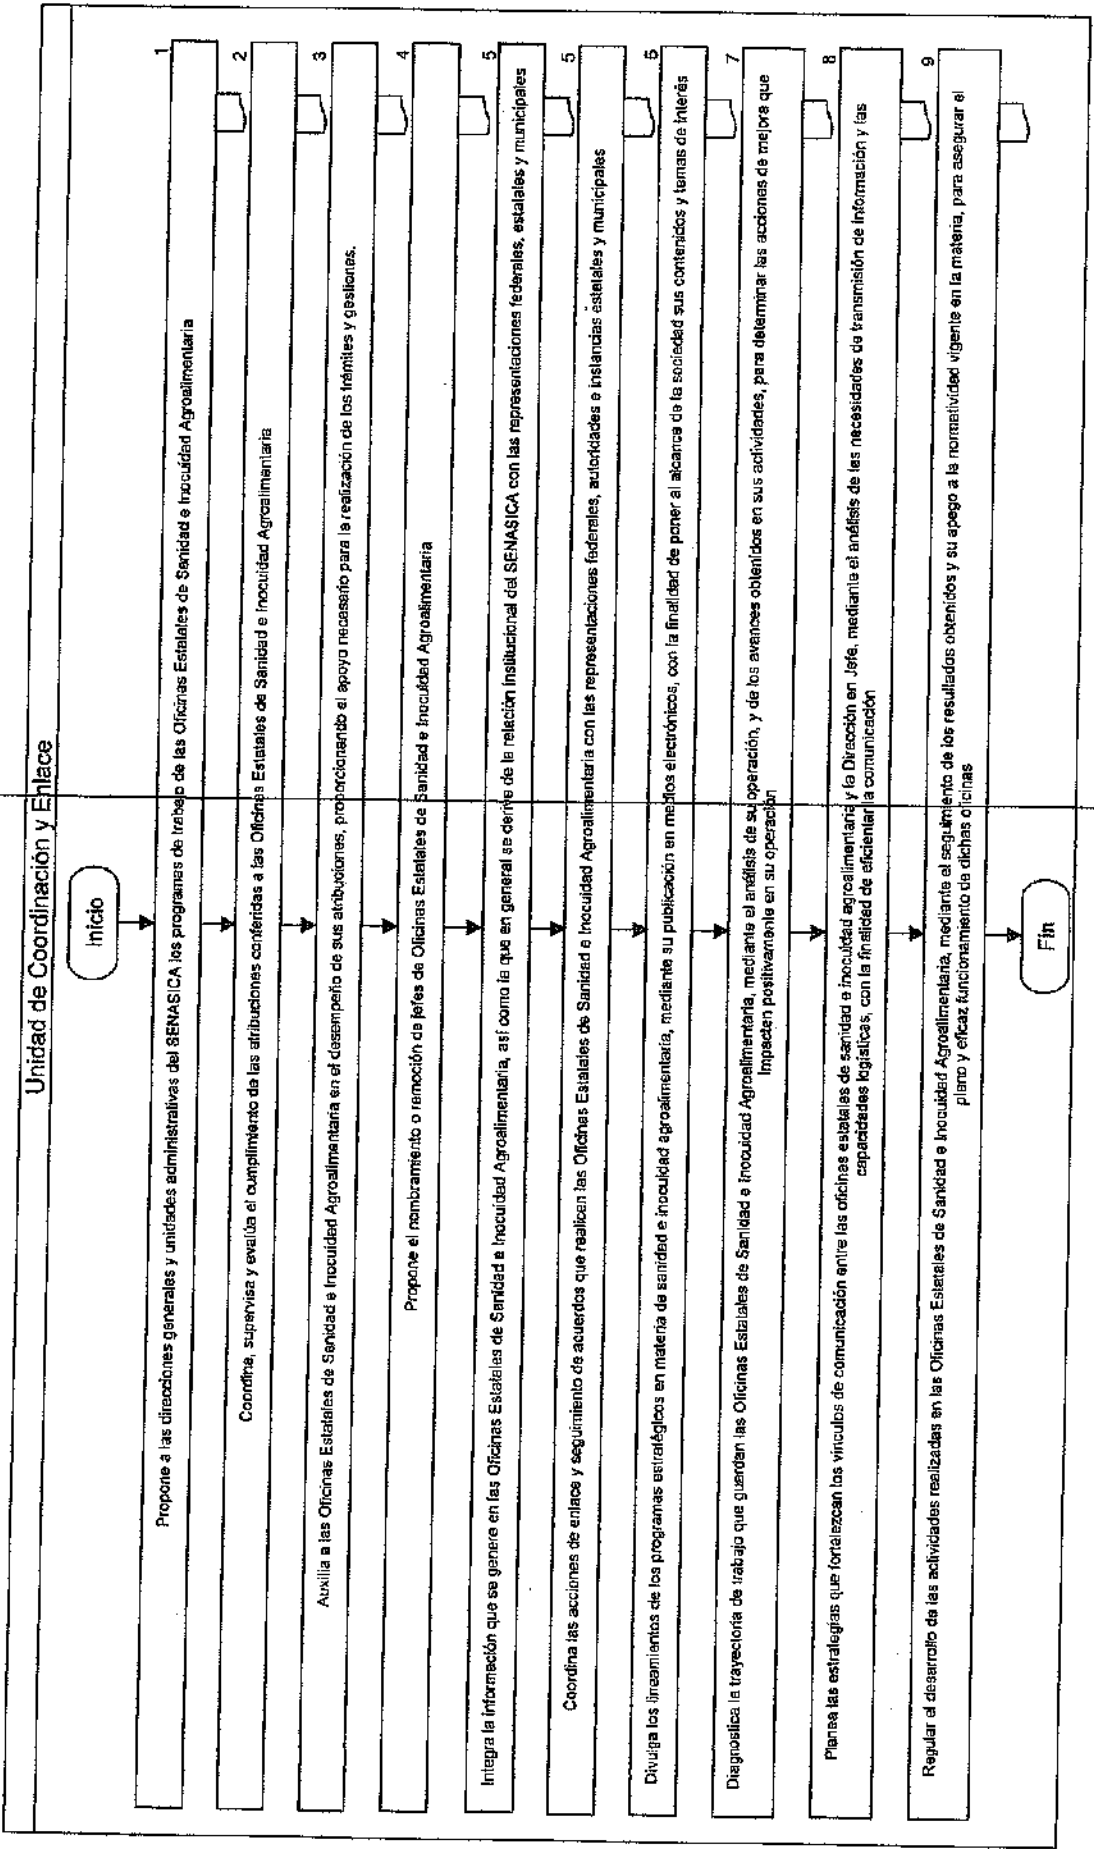 Unidad de Coordinación y Enlace
Inicio
1
Propone a las direcciones generales y unidades administrativas del SENASICA los programas de trabajo de las Oficinas Estatales de Sanidad e Inocuidad Agroalimentaria
2
Coordina, supervisa y evalúa el cumplimiento de las atribuciones conferidas a las Oficinas Estatales de Sanidad e Inocuidad Agroalimentaria
3
Auxilia a las Oficinas Estatales de Sanidad e Inocuidad Agroalimentaria en el desempeño de sus atribuciones, proporcionando el apoyo necesario para la realización de los trámites y gestiones.
4
Propone el nombramiento o remoción de jefes de Oficinas Estatales de Sanidad e Inocuidad Agroalimentaria
5
Integra la información que se genere en las Oficinas Estatales de Sanidad e Inocuidad Agroalimentaria, así como la que en general se derive de la relación institucional del SENASICA con las representaciones federales, estatales y municipales
5
Coordina las acciones de enlace y seguimiento de acuerdos que realicen las Oficinas Estatales de Sanidad e Inocuidad Agroalimentaria con las representaciones federales, autoridades e instancias estatales y municipales
6
Divulga los lineamientos de los programas estratégicos en materia de sanidad e inocuidad agroalimentaria, mediante su publicación en medios electrónicos, con la finalidad de poner al alcance de la sociedad sus contenidos y temas de interés
7
Diagnostica la trayectoria de trabajo que guardan las Oficinas Estatales de Sanidad e Inocuidad Agroalimentaria, mediante el análisis de su operación, y de los avances obtenidos en sus actividades, para determinar las acciones de mejora que
impacten positivamente en su operación
8
Planea las estrategias que fortalezcan los vínculos de comunicación entre las oficinas estatales de sanidad e inocuidad agroalimentaria y la Dirección en Jefe, mediante el análisis de las necesidades de transmisión de información y las
capacidades logísticas, con la finalidad de eficientar la comunicación
9
Regular el desarrollo de las actividades realizadas en las Oficinas Estatales de Sanidad e Inocuidad Agroalimentaria, mediante el seguimiento de los resultados obtenidos y su apego a la normatividad vigente en la materia, para asegurar el
pleno y eficaz funcionamiento de dichas oficinas
Fin